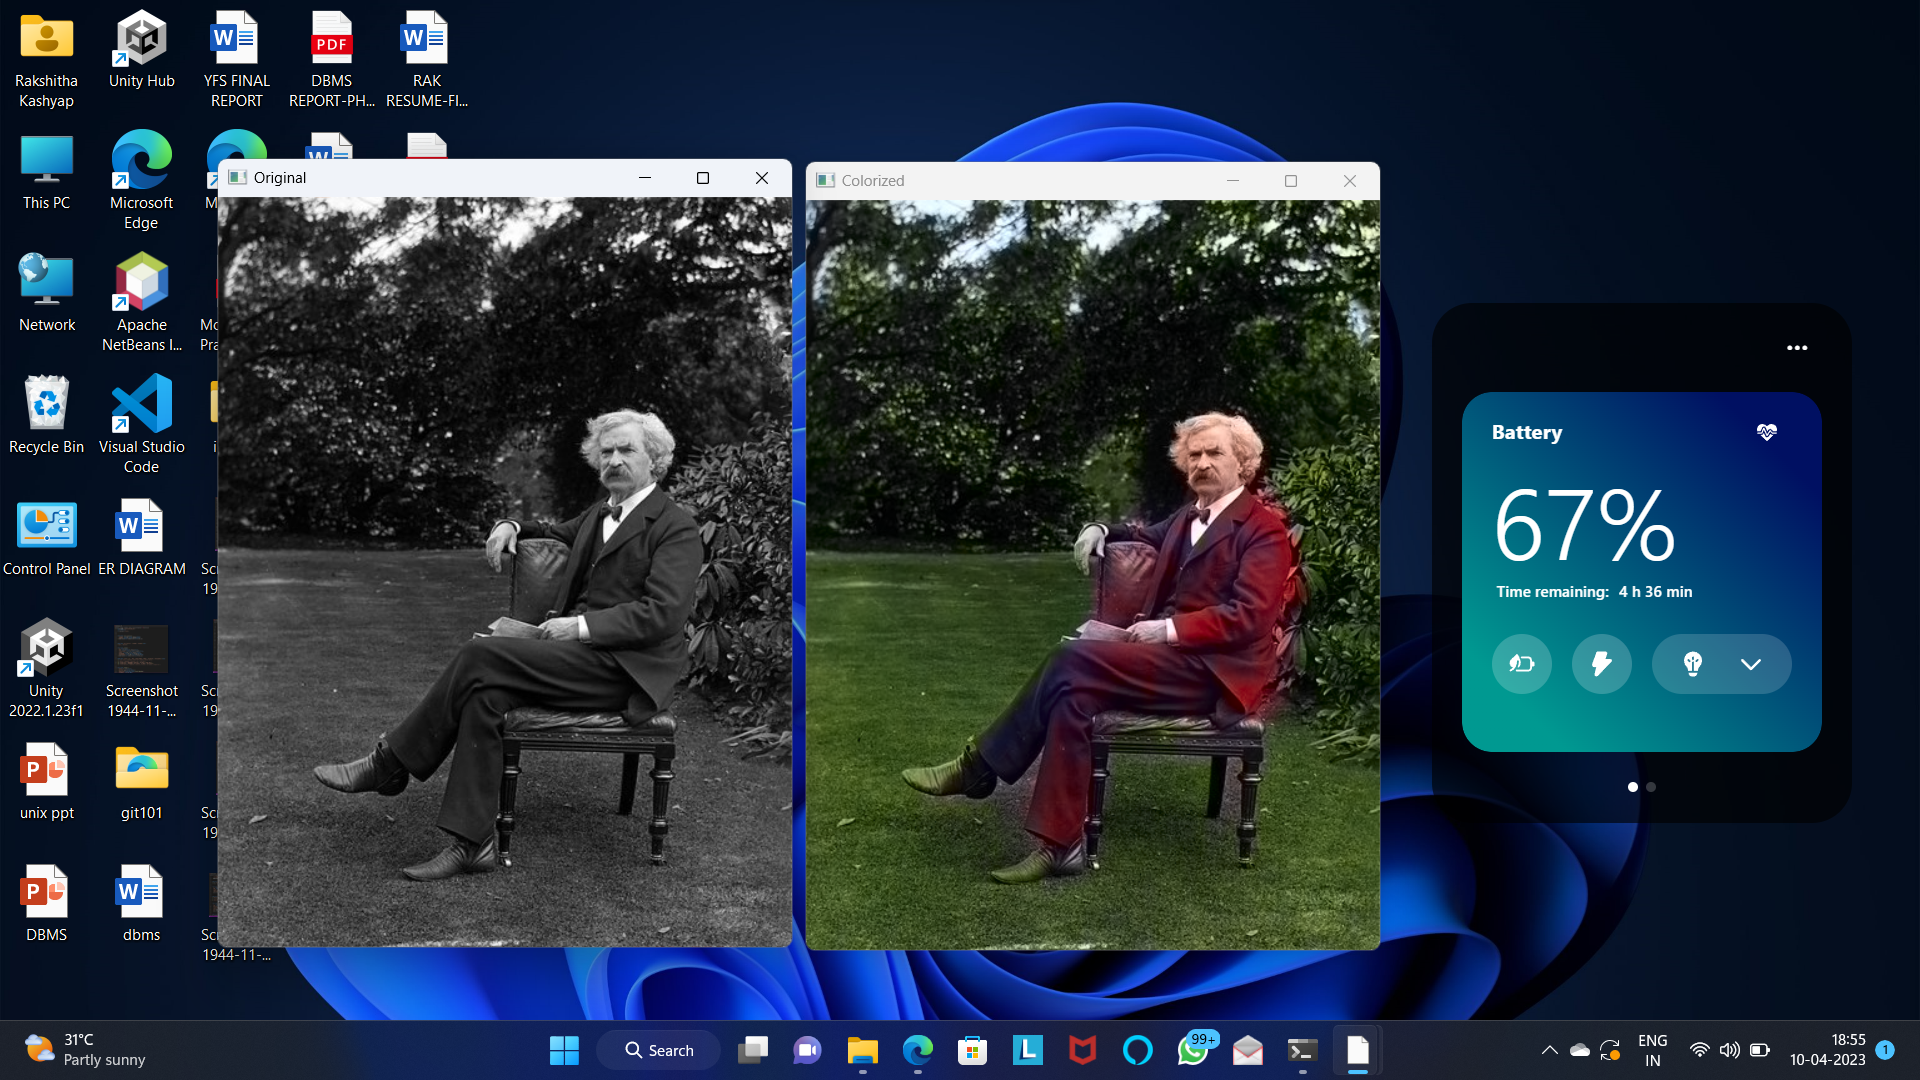 Rakshitha
Kashyap
Unity Hub
YFS FINAL
REPORT
PDF
DBMS
REPORT-PH...
RAK
RESUME-FI...
This PC
Microsoft
Edge
M
Network
Apache
NetBeans I...
Mo
Pra
Recycle Bin
Visual Studio
Code
i
Control Panel
ER DIAGRAM
Sc
19
Unity
2022.1.23f1
Screenshot
1944-11-...
Sc
19
unix ppt
git101
Sc
19
DBMS
dbms
Sc
1944-11-...
Original
Colorized
Battery
67%
Time remaining: 4 h 36 min
31°C
Partly sunny
Search
99+
ENG
IN
18:55
10-04-2023
1